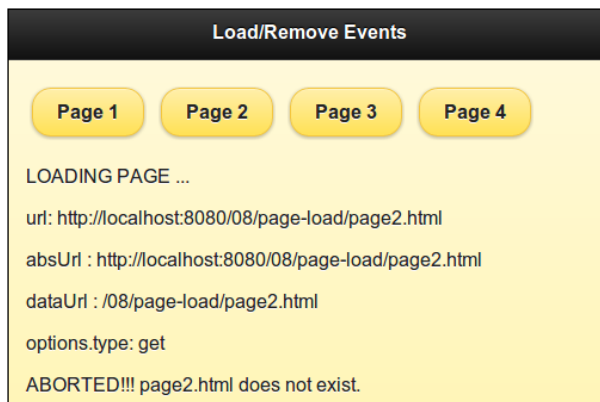 Load/Remove Events
Page 1 Page 2 Page 3 Page 4
LOADING PAGE ...
url: http://localhost:8080/08/page-load/page2.html
absUrl : http://localhost:8080/08/page-load/page2.html
dataUrl : /08/page-load/page2.html
options.type: get
ABORTED!!! page2.html does not exist.